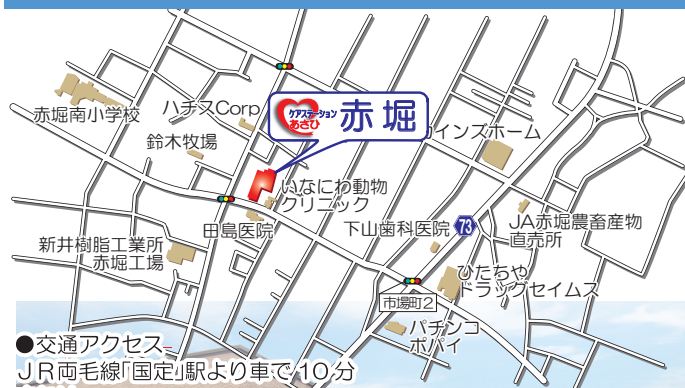 赤堀南小学校
ハチスCorp
鈴木牧場
ケアステーション
あさひ
赤堀
カインズホーム
いなにわ動物
クリニック
田島医院
下山歯科医院
73
JA赤堀農畜産物
直売所
新井樹脂工業所
赤堀工場
ひたちや
ドラッグセイムス
市場町2
パチンコ
ポパイ
●交通アクセス
JR両毛線「国定」駅より車で10分